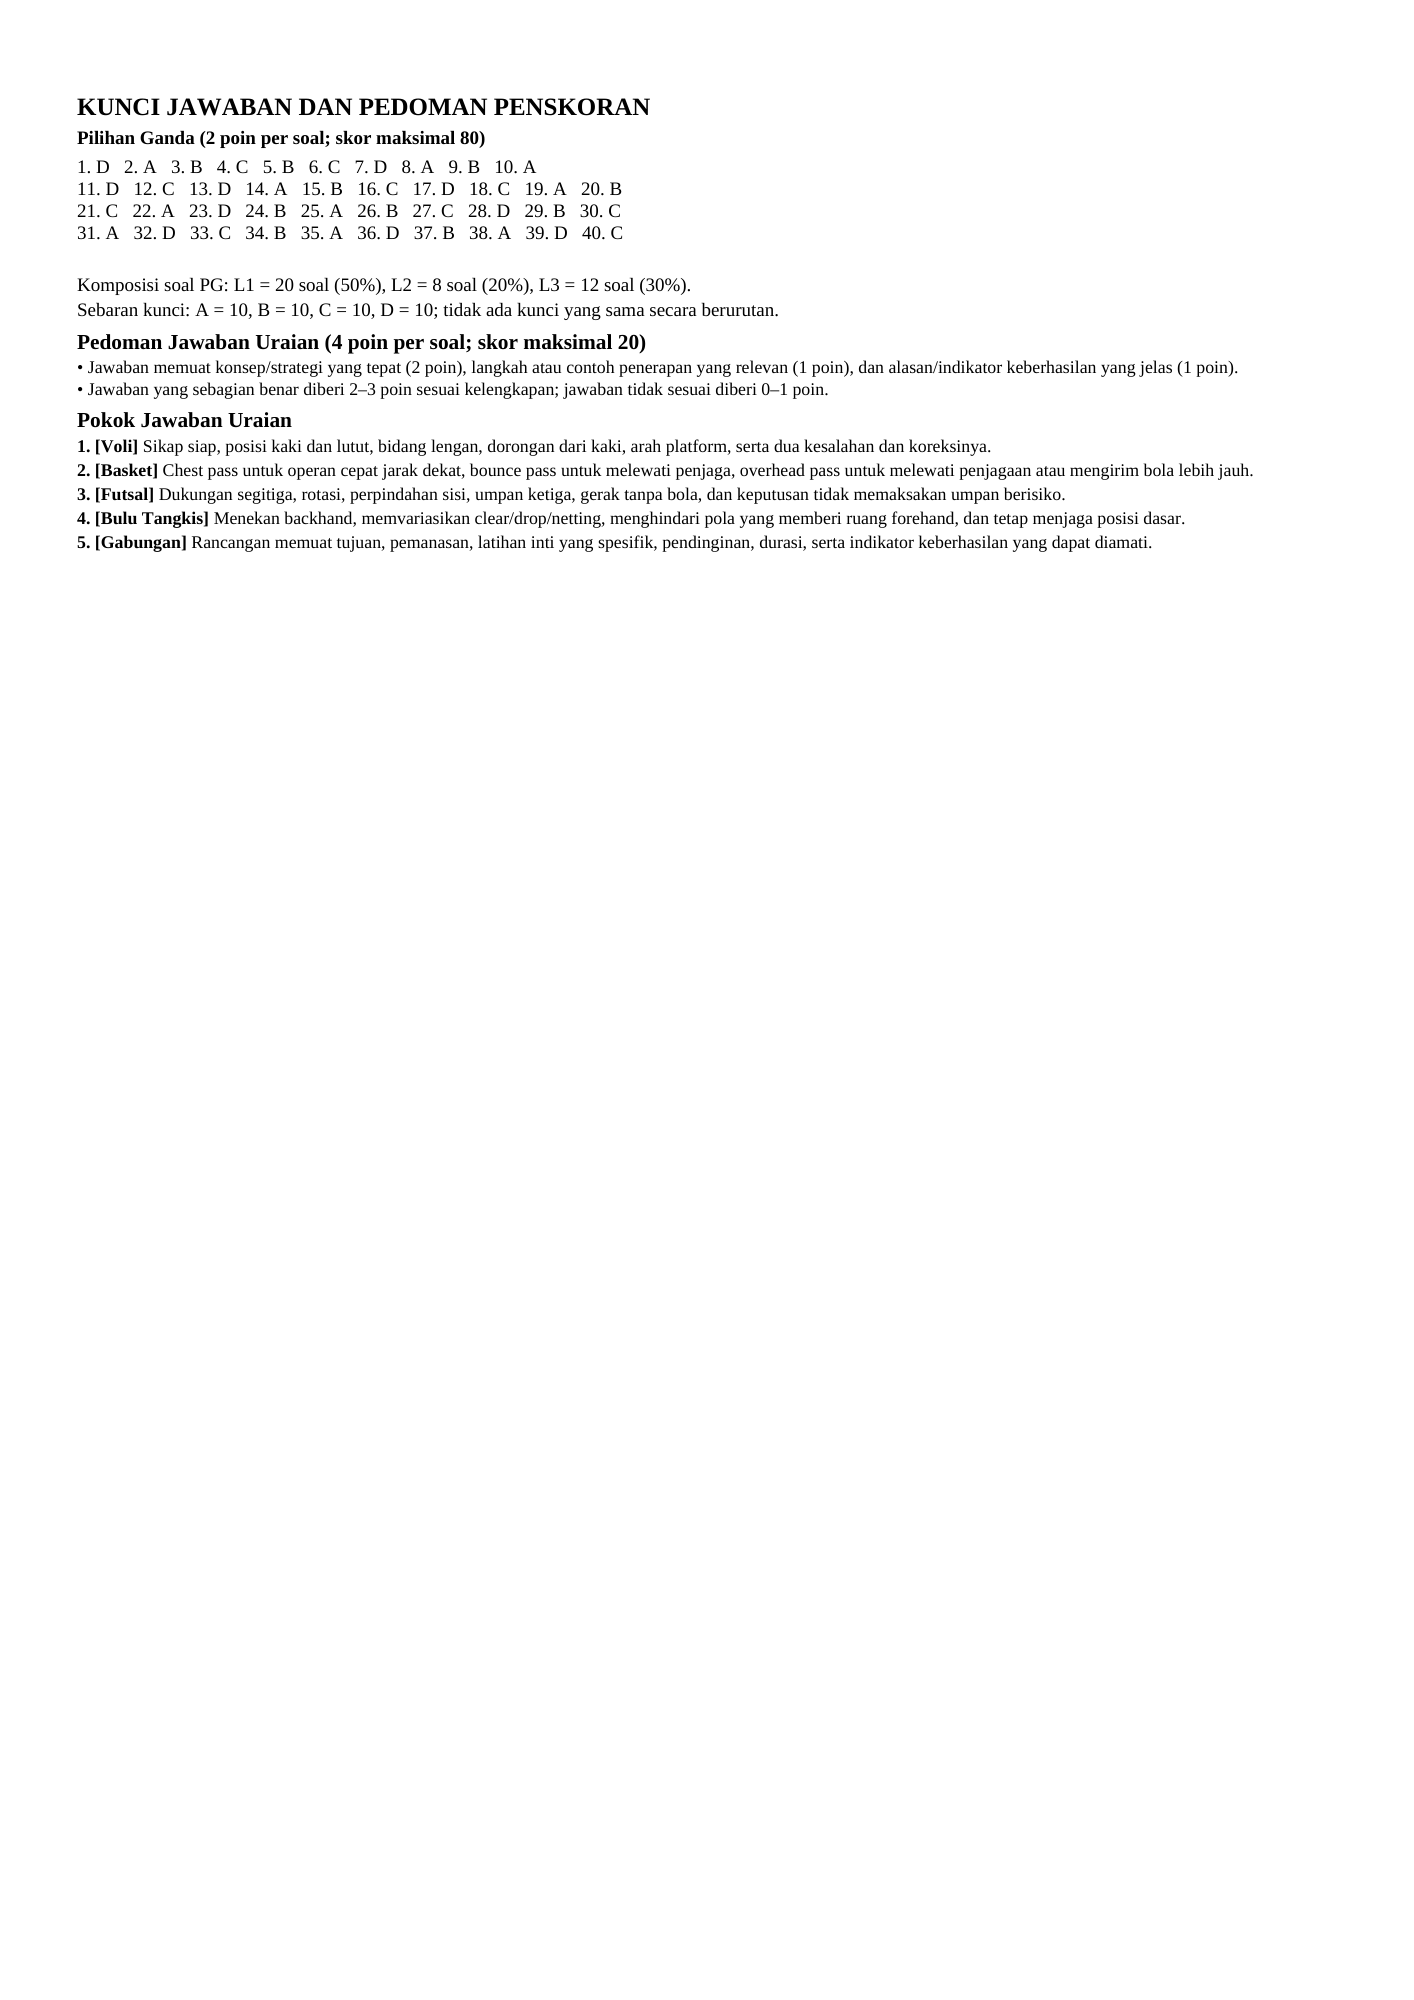 KUNCI JAWABAN DAN PEDOMAN PENSKORAN
Pilihan Ganda (2 poin per soal; skor maksimal 80)
1. D 2. A 3. B 4. C 5. B 6. C 7. D 8. A 9. B 10. A
11. D 12. C 13. D 14. A 15. B 16. C 17. D 18. C 19. A 20. B
21. C 22. A 23. D 24. B 25. A 26. B 27. C 28. D 29. B 30. C
31. A 32. D 33. C 34. B 35. A 36. D 37. B 38. A 39. D 40. C
Komposisi soal PG: L1 = 20 soal (50%), L2 = 8 soal (20%), L3 = 12 soal (30%).
Sebaran kunci: A = 10, B = 10, C = 10, D = 10; tidak ada kunci yang sama secara berurutan.
Pedoman Jawaban Uraian (4 poin per soal; skor maksimal 20)
• Jawaban memuat konsep/strategi yang tepat (2 poin), langkah atau contoh penerapan yang relevan (1 poin), dan alasan/indikator keberhasilan yang jelas (1 poin).
• Jawaban yang sebagian benar diberi 2–3 poin sesuai kelengkapan; jawaban tidak sesuai diberi 0–1 poin.
Pokok Jawaban Uraian
1. [Voli] Sikap siap, posisi kaki dan lutut, bidang lengan, dorongan dari kaki, arah platform, serta dua kesalahan dan koreksinya.
2. [Basket] Chest pass untuk operan cepat jarak dekat, bounce pass untuk melewati penjaga, overhead pass untuk melewati penjagaan atau mengirim bola lebih jauh.
3. [Futsal] Dukungan segitiga, rotasi, perpindahan sisi, umpan ketiga, gerak tanpa bola, dan keputusan tidak memaksakan umpan berisiko.
4. [Bulu Tangkis] Menekan backhand, memvariasikan clear/drop/netting, menghindari pola yang memberi ruang forehand, dan tetap menjaga posisi dasar.
5. [Gabungan] Rancangan memuat tujuan, pemanasan, latihan inti yang spesifik, pendinginan, durasi, serta indikator keberhasilan yang dapat diamati.